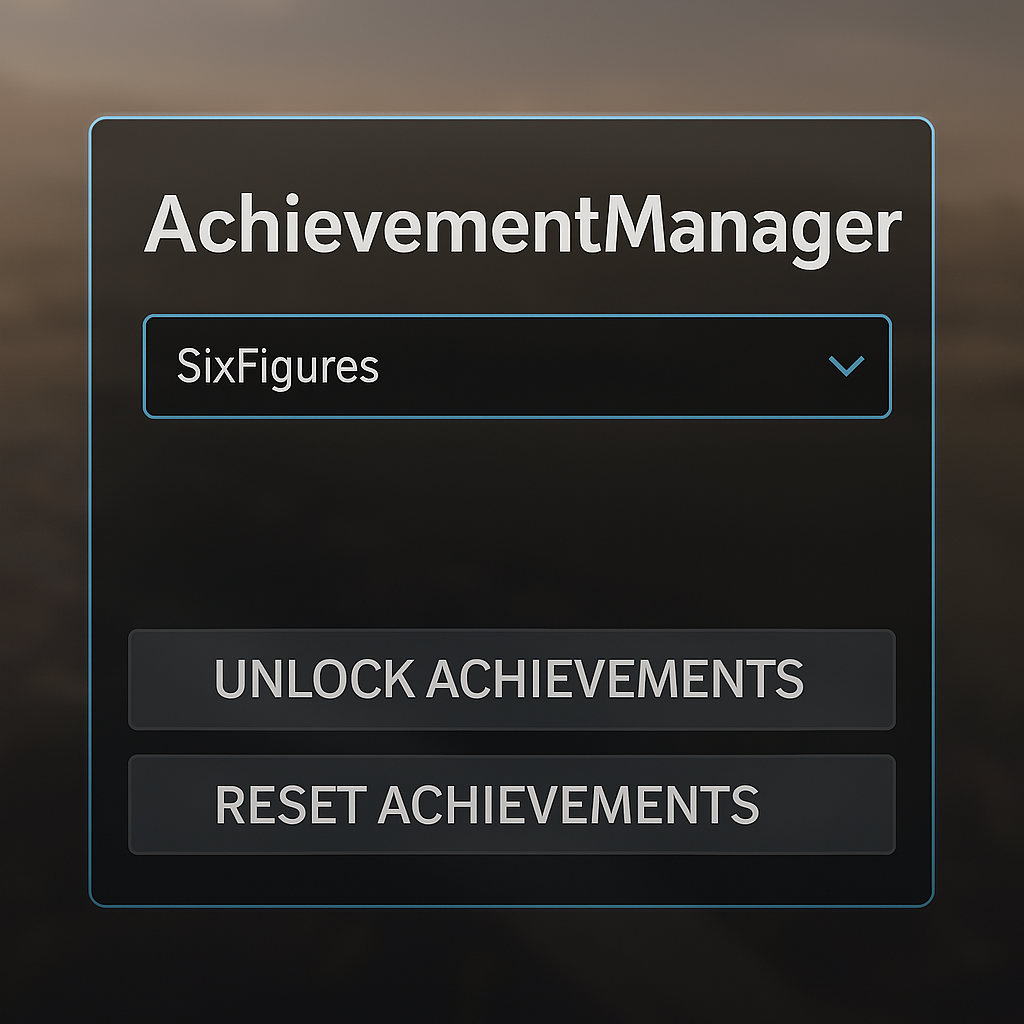 AchievementManager
SixFigures
UNLOCK ACHIEVEMENTS
RESET ACHIEVEMENTS